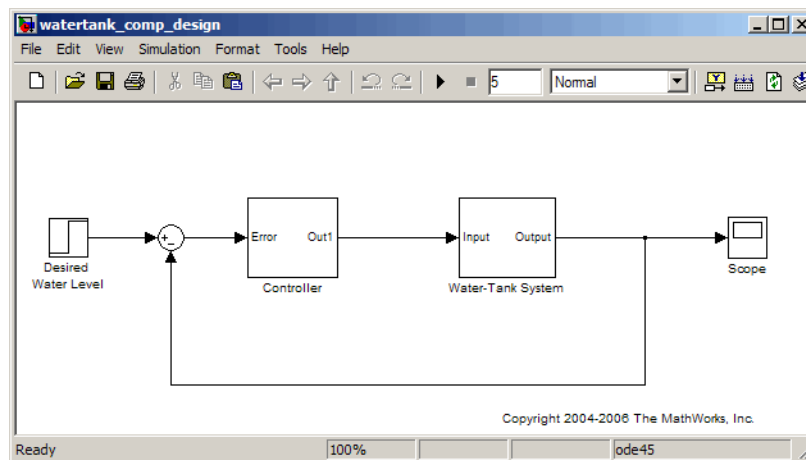 watertank_comp_design
File Edit View Simulation Format Tools Help
5 Normal
Error Out1
Input Output
Desired
Water Level
Controller
Water-Tank System
Scope
Copyright 2004-2006 The MathWorks, Inc.
Ready 100% ode45